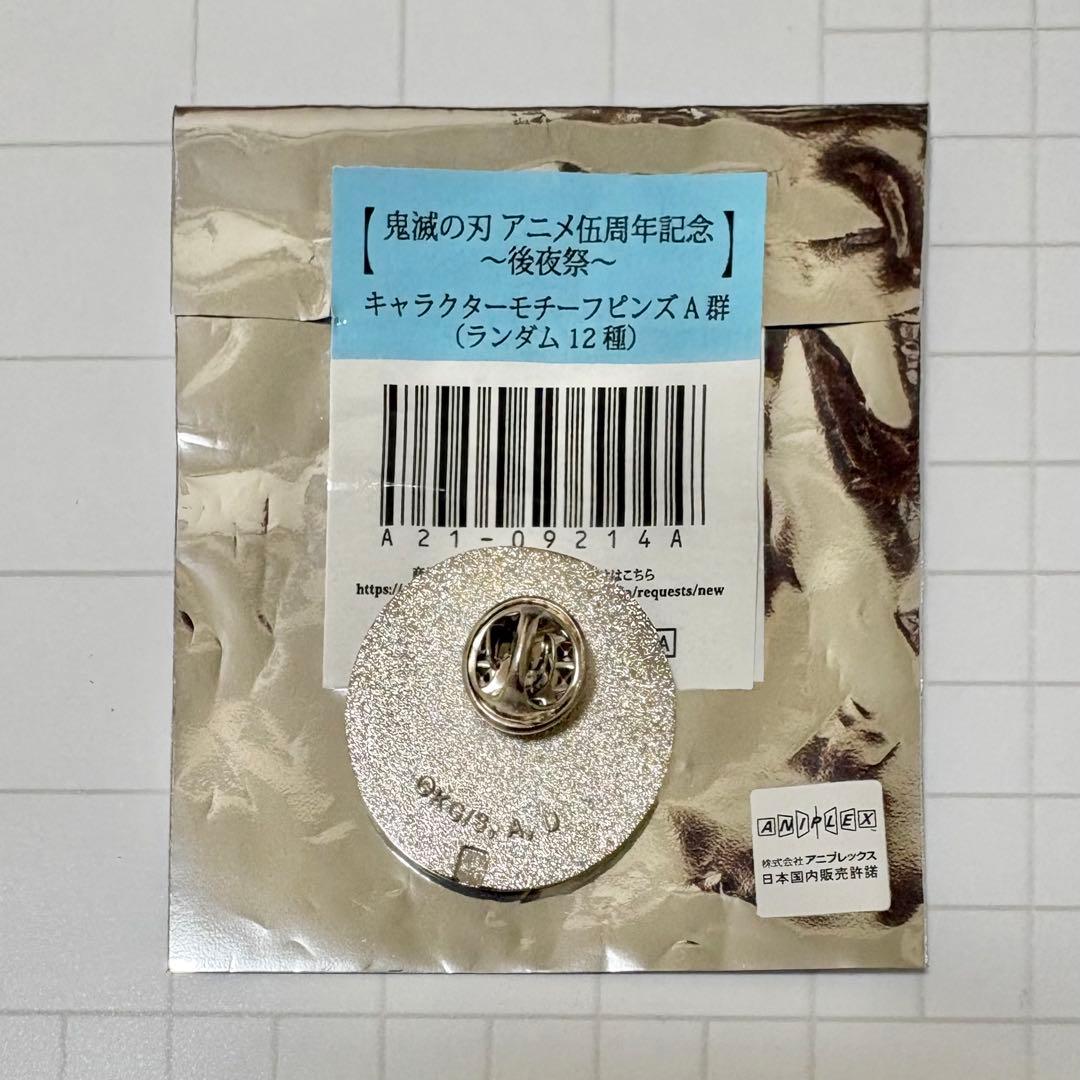 【鬼滅の刃 アニメ伍周年記念
～後夜祭～】
キャラクターモチーフピンズ A 群
（ランダム 12 種）
A21-09214A
はこちら
https://
/requests/new
©KG/S, A, U
ANIPLEX
株式会社 アニプレックス
日本国内販売許諾